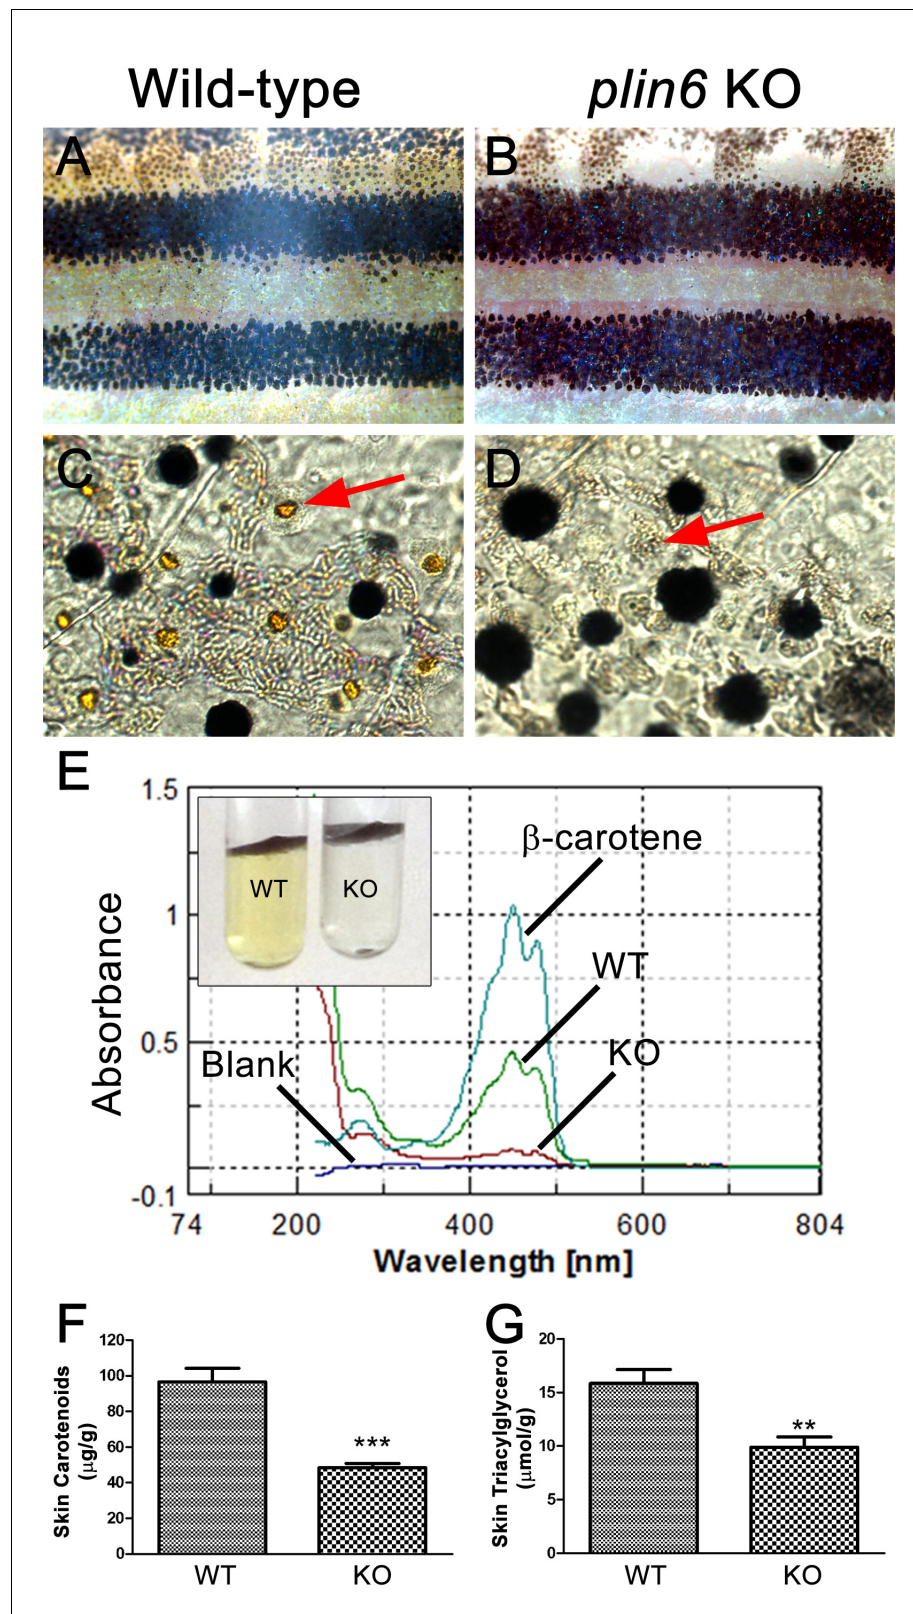 Wild-type
plin6 KO
A
B
C
D
E
1.5
1
0.5
-0.1
Absorbance
WT
KO
β-carotene
WT
KO
Blank
74
200
400
600
804
Wavelength [nm]
F
120
100
80
60
40
20
0
Skin Carotenoids
(μg/g)
***
WT
KO
G
20
15
10
5
0
Skin Triacylglycerol
(μmol/g)
**
WT
KO